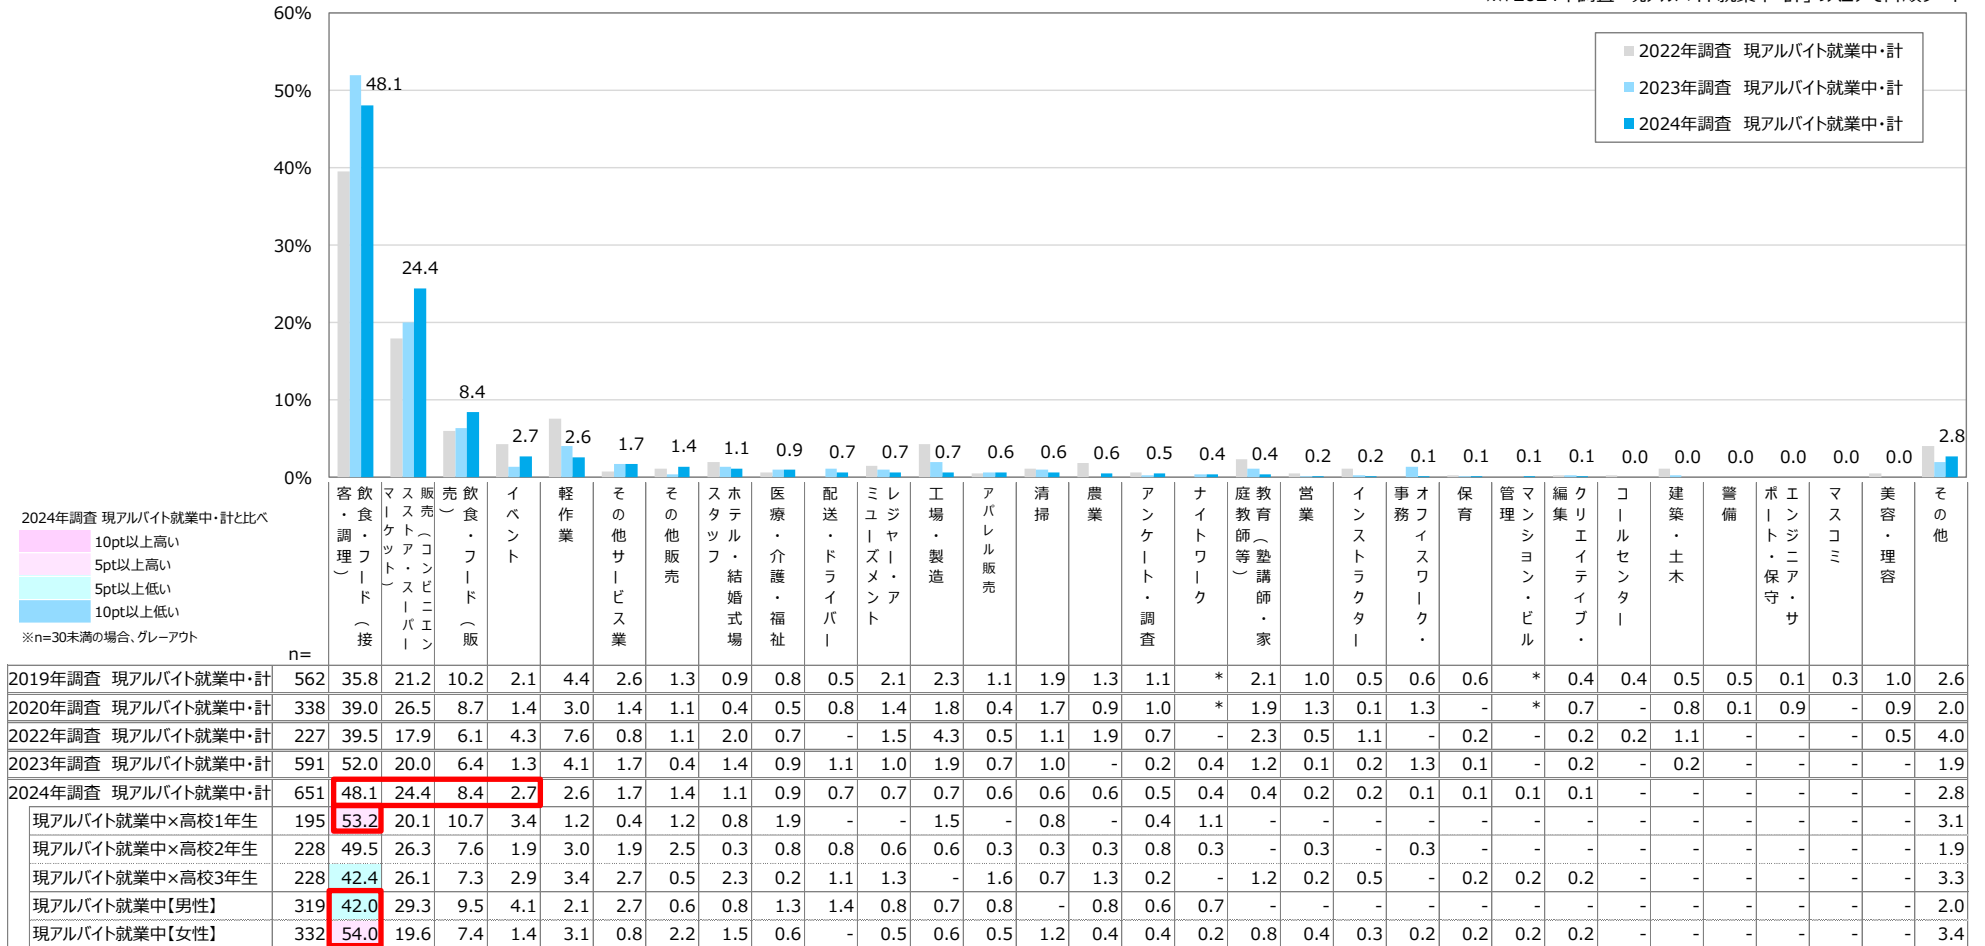 60%
50%
40%
30%
20%
10%
0%
2022年調査 現アルバイト就業中・計
2023年調査 現アルバイト就業中・計
2024年調査 現アルバイト就業中・計
48.1
24.4
8.4
2.7
2.6
1.7
1.4
1.1
0.9
0.7
0.7
0.7
0.6
0.6
0.6
0.5
0.4
0.4
0.2
0.2
0.1
0.1
0.1
0.1
0.0
0.0
0.0
0.0
0.0
0.0
2.8
2024年調査 現アルバイト就業中・計と比べ
10pt以上高い
5pt以上高い
5pt以上低い
10pt以上低い
※n=30未満の場合、グレーアウト
n=
飲食・フード(接
客・調理)
販売(コンビニエン
スストア・スーパー
マーケット)
飲食・フード(販
売)
イベント
軽作業
その他サービス業
その他販売
ホテル・結婚式場
スタッフ
医療・介護・福祉
配送・ドライバー
レジャー・ア
ミューズメント
工場・製造
アパレル販売
清掃
農業
アンケート・調査
ナイトワーク
教育(塾講師・家
庭教師等)
営業
インストラクター
オフィスワーク・
事務
保育
マンション・ビル
管理
クリエイティブ・
編集
コールセンター
建築・土木
警備
エンジニア・サ
ポート・保守
マスコミ
美容・理容
その他
2019年調査 現アルバイト就業中・計 562 35.8 21.2 10.2 2.1 4.4 2.6 1.3 0.9 0.8 0.5 2.1 2.3 1.1 1.9 1.3 1.1 * 2.1 1.0 0.5 0.6 0.6 * 0.4 0.4 0.5 0.5 0.1 0.3 1.0 2.6
2020年調査 現アルバイト就業中・計 338 39.0 26.5 8.7 1.4 3.0 1.4 1.1 0.4 0.5 0.8 1.4 1.8 0.4 1.7 0.9 1.0 * 1.9 1.3 0.1 1.3 - * 0.7 - 0.8 0.1 0.9 - 0.9 2.0
2022年調査 現アルバイト就業中・計 227 39.5 17.9 6.1 4.3 7.6 0.8 1.1 2.0 0.7 - 1.5 4.3 0.5 1.1 1.9 0.7 - 2.3 0.5 1.1 - 0.2 - 0.2 0.2 1.1 - - - 0.5 4.0
2023年調査 現アルバイト就業中・計 591 52.0 20.0 6.4 1.3 4.1 1.7 0.4 1.4 0.9 1.1 1.0 1.9 0.7 1.0 - 0.2 0.4 1.2 0.1 0.2 1.3 0.1 - 0.2 - 0.2 - - - - 1.9
2024年調査 現アルバイト就業中・計 651 48.1 24.4 8.4 2.7 2.6 1.7 1.4 1.1 0.9 0.7 0.7 0.7 0.6 0.6 0.6 0.5 0.4 0.4 0.2 0.2 0.1 0.1 0.1 0.1 - - - - - - 2.8
現アルバイト就業中×高校1年生 195 53.2 20.1 10.7 3.4 1.2 0.4 1.2 0.8 1.9 - - 1.5 - 0.8 - 0.4 1.1 - - - - - - - - - - - - - 3.1
現アルバイト就業中×高校2年生 228 49.5 26.3 7.6 1.9 3.0 1.9 2.5 0.3 0.8 0.8 0.6 0.6 0.3 0.3 0.3 0.8 0.3 - 0.3 - 0.3 - - - - - - - - - 1.9
現アルバイト就業中×高校3年生 228 42.4 26.1 7.3 2.9 3.4 2.7 0.5 2.3 0.2 1.1 1.3 - 1.6 0.7 1.3 0.2 - 1.2 0.2 0.5 - 0.2 0.2 0.2 - - - - - - 3.3
現アルバイト就業中【男性】 319 42.0 29.3 9.5 4.1 2.1 2.7 0.6 0.8 1.3 1.4 0.8 0.7 0.8 - 0.8 0.6 0.7 - - - - - - - - - - - - - 2.0
現アルバイト就業中【女性】 332 54.0 19.6 7.4 1.4 3.1 0.8 2.2 1.5 0.6 - 0.5 0.6 0.5 1.2 0.4 0.4 0.2 0.8 0.4 0.3 0.2 0.2 0.2 0.2 - - - - - - 3.4